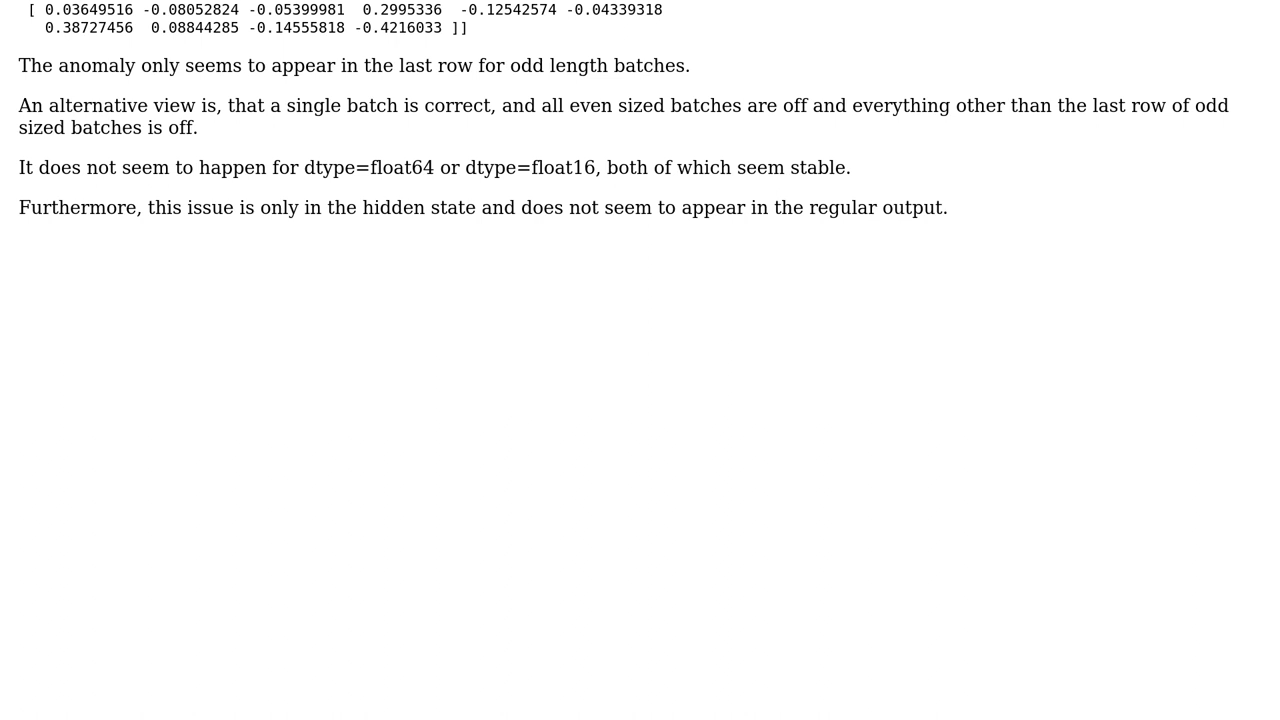 [ 0.03649516 -0.08052824 -0.05399981  0.2995336  -0.12542574 -0.04339318
0.38727456  0.08844285 -0.14555818 -0.4216033 ]]
The anomaly only seems to appear in the last row for odd length batches.
An alternative view is, that a single batch is correct, and all even sized batches are off and everything other than the last row of odd
sized batches is off.
It does not seem to happen for dtype=float64 or dtype=float16, both of which seem stable.
Furthermore, this issue is only in the hidden state and does not seem to appear in the regular output.